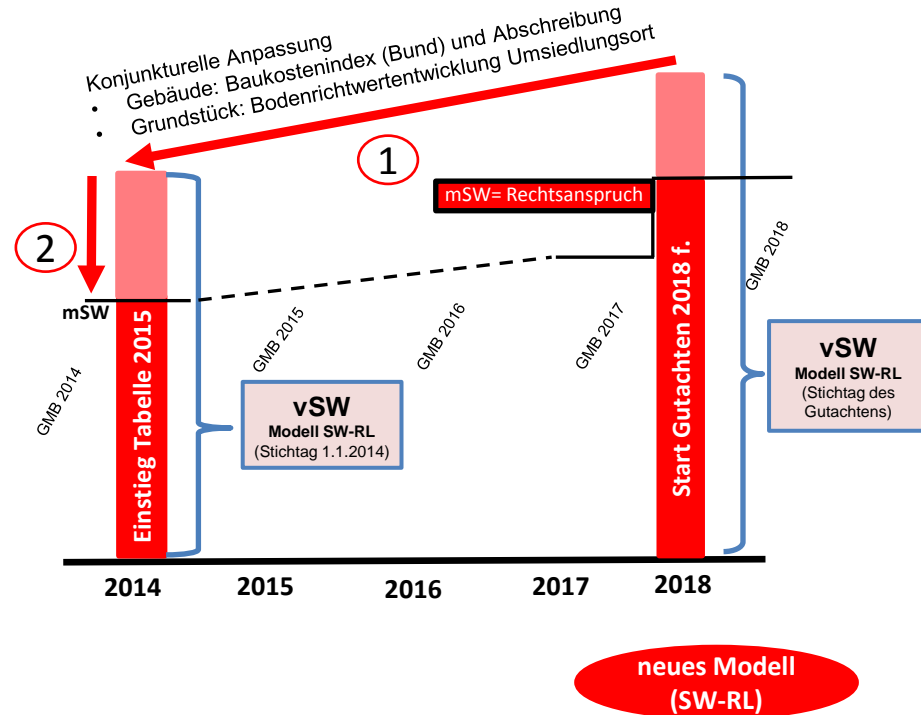 Konjunkturelle Anpassung
• Gebäude: Baukostenindex (Bund) und Abschreibung
• Grundstück: Bodenrichtwertentwicklung Umsiedlungsort
1
mSW= Rechtsanspruch
2
mSW
GMB 2014
Einstieg Tabelle 2015
GMB 2015
GMB 2016
GMB 2017
GMB 2018
Start Gutachten 2018 f.
vSW
Modell SW-RL
(Stichtag 1.1.2014)
vSW
Modell SW-RL
(Stichtag des
Gutachtens)
2014
2015
2016
2017
2018
neues Modell
(SW-RL)